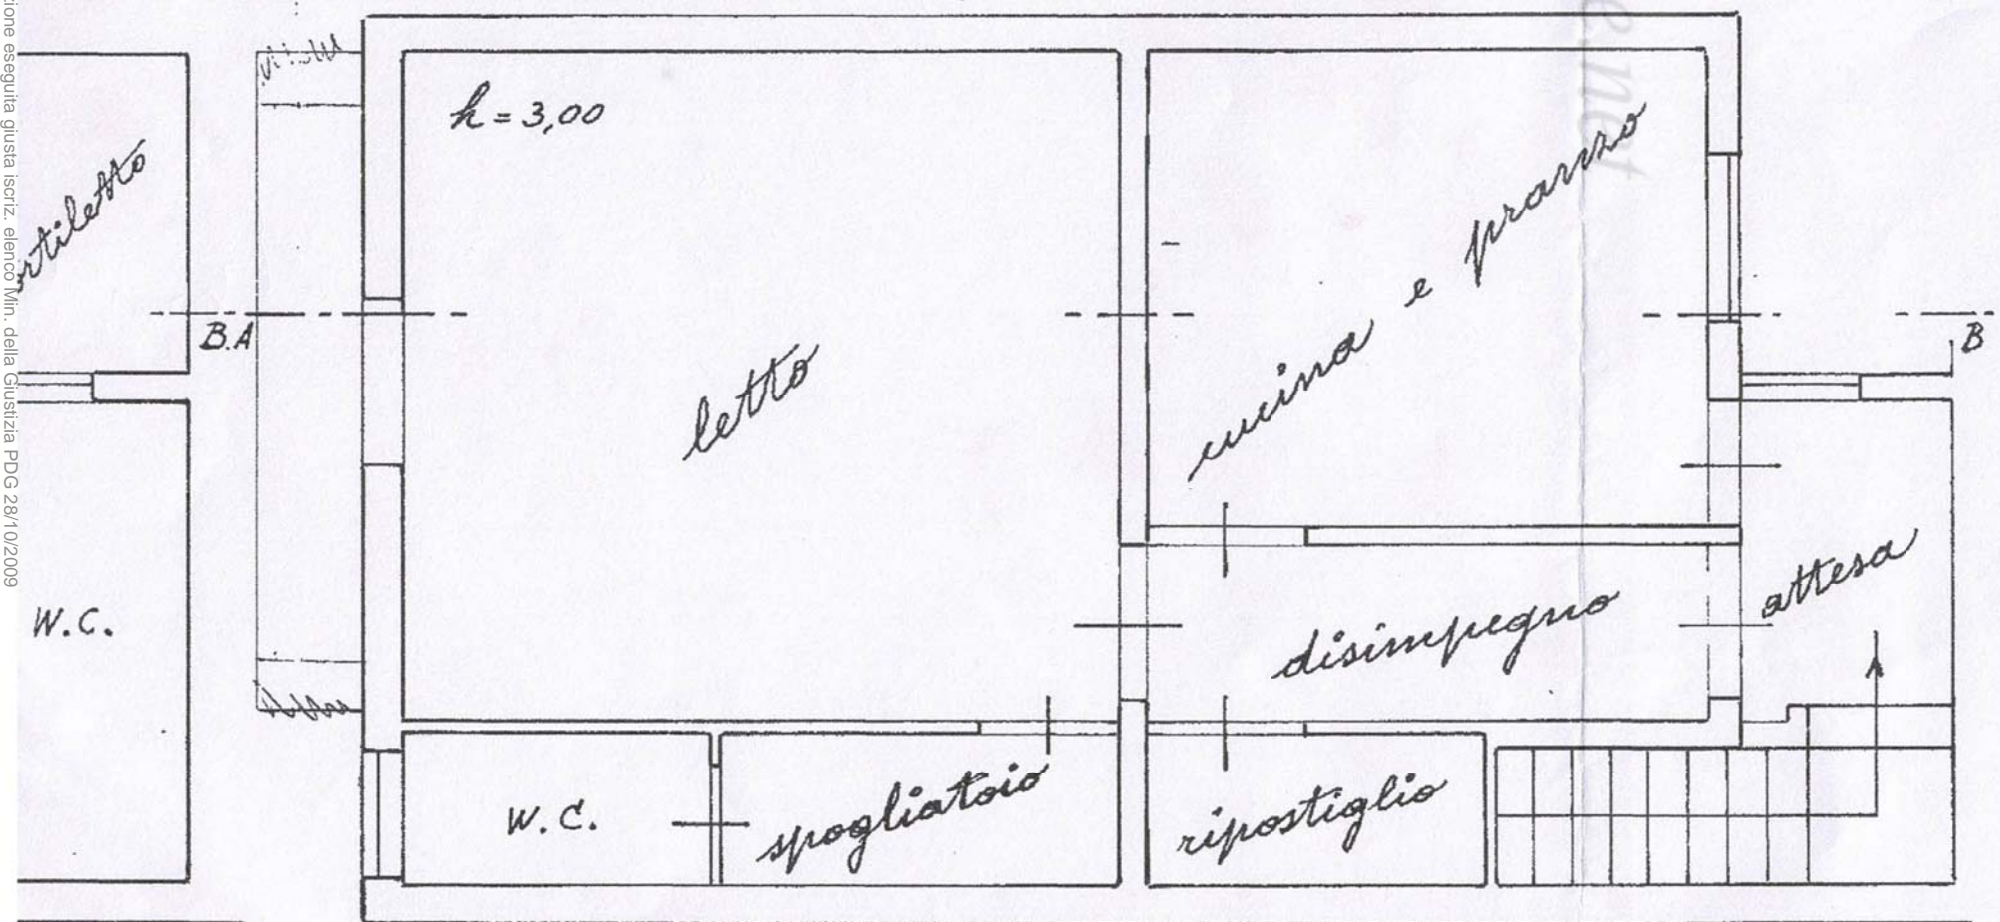 zione eseguita giusta iscriz. elenco Min. della Giustizia PDG 28/10/2009
h = 3,00
cucina e pranzo
B.A
B
letto
attesa
W.C.
disimpegno
W.C.
spogliatoio
ripostiglio